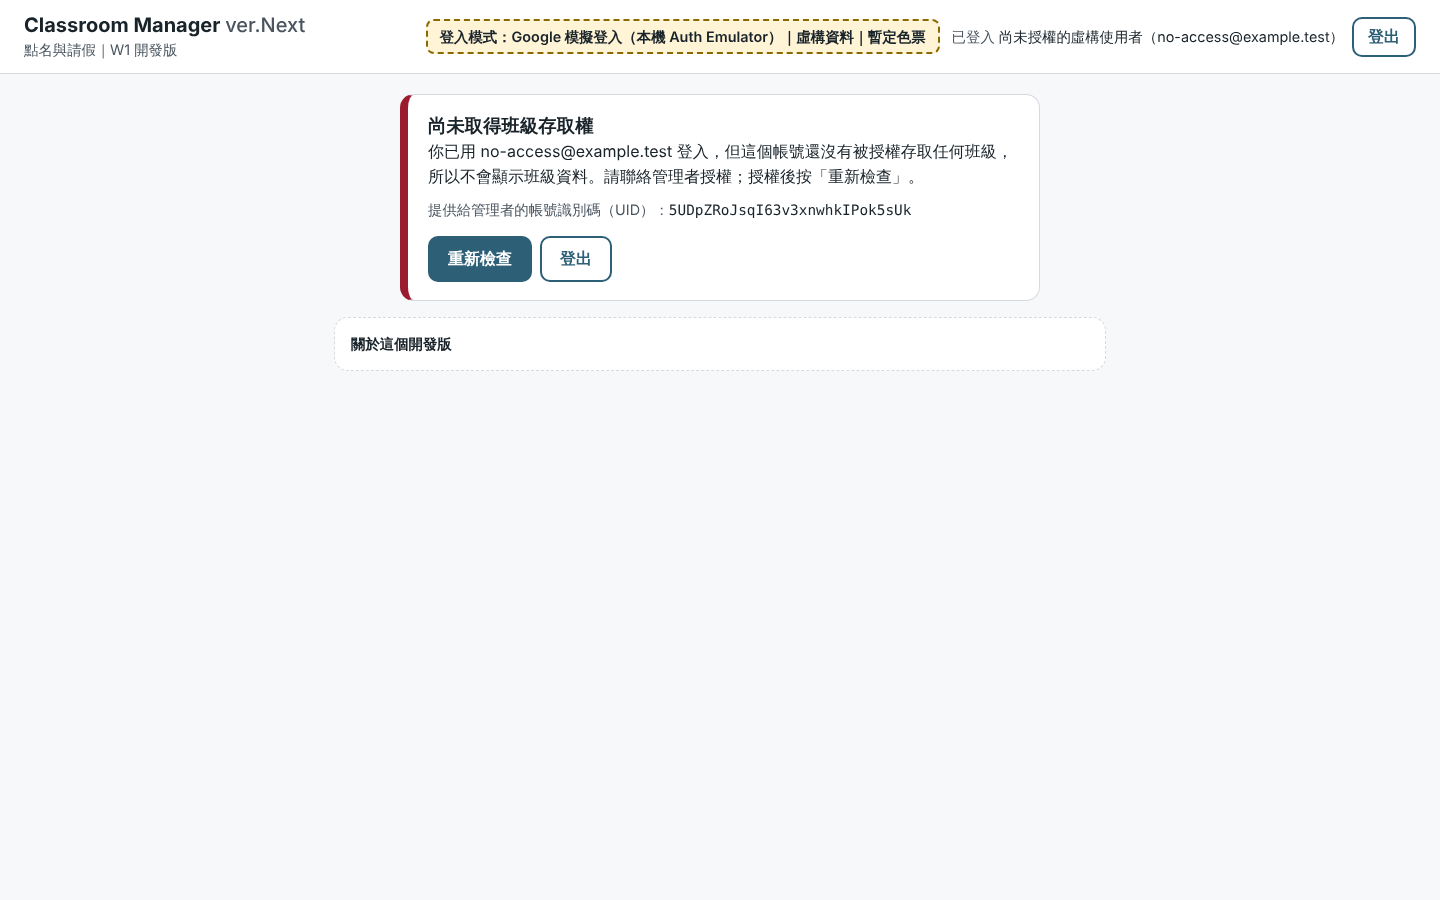 Classroom Manager ver.Next
點名與請假｜W1 開發版
登入模式：Google 模擬登入（本機 Auth Emulator）｜虛構資料｜暫定色票
已登入 尚未授權的虛構使用者（no-access@example.test）
登出
尚未取得班級存取權
你已用 no-access@example.test 登入，但這個帳號還沒有被授權存取任何班級，
所以不會顯示班級資料。請聯絡管理者授權；授權後按「重新檢查」。
提供給管理者的帳號識別碼（UID）：5UDpZRoJsqI63v3xnwhkIPok5sUk
重新檢查
登出
關於這個開發版